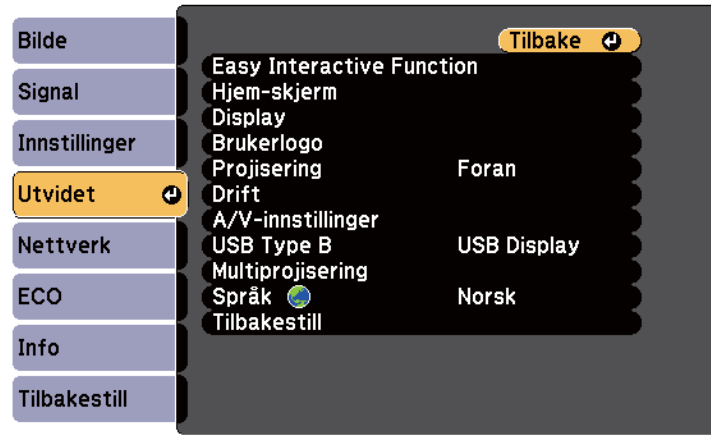 Bilde
Signal
Innstillinger
Utvidet
Nettverk
ECO
Info
Tilbakestill
Tilbake
Easy Interactive Function
Hjem-skjerm
Display
Brukerlogo
Projisering Foran
Drift
A/V-innstillinger
USB Type B USB Display
Multiprojisering
Språk Norsk
Tilbakestill